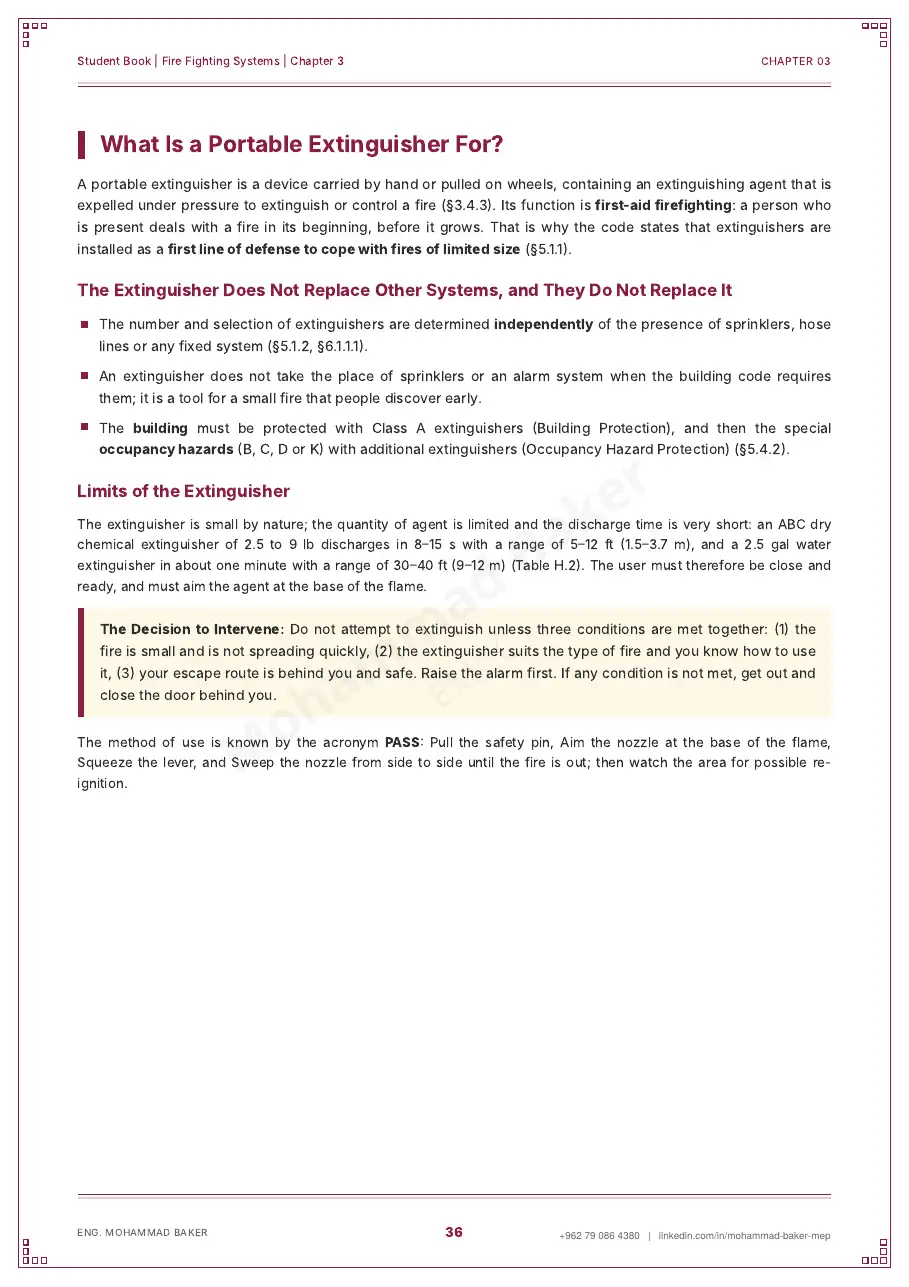 Student Book | Fire Fighting Systems | Chapter 3
CHAPTER 03
What Is a Portable Extinguisher For?
A portable extinguisher is a device carried by hand or pulled on wheels, containing an extinguishing agent that is
expelled under pressure to extinguish or control a fire (§3.4.3). Its function is first-aid firefighting: a person who
is present deals with a fire in its beginning, before it grows. That is why the code states that extinguishers are
installed as a first line of defense to cope with fires of limited size (§5.1.1).
The Extinguisher Does Not Replace Other Systems, and They Do Not Replace It
■ The number and selection of extinguishers are determined independently of the presence of sprinklers, hose
lines or any fixed system (§5.1.2, §6.1.1.1).
■ An extinguisher does not take the place of sprinklers or an alarm system when the building code requires
them; it is a tool for a small fire that people discover early.
■ The building must be protected with Class A extinguishers (Building Protection), and then the special
occupancy hazards (B, C, D or K) with additional extinguishers (Occupancy Hazard Protection) (§5.4.2).
Limits of the Extinguisher
The extinguisher is small by nature; the quantity of agent is limited and the discharge time is very short: an ABC dry
chemical extinguisher of 2.5 to 9 lb discharges in 8–15 s with a range of 5–12 ft (1.5–3.7 m), and a 2.5 gal water
extinguisher in about one minute with a range of 30–40 ft (9–12 m) (Table H.2). The user must therefore be close and
ready, and must aim the agent at the base of the flame.
The Decision to Intervene: Do not attempt to extinguish unless three conditions are met together: (1) the
fire is small and is not spreading quickly, (2) the extinguisher suits the type of fire and you know how to use
it, (3) your escape route is behind you and safe. Raise the alarm first. If any condition is not met, get out and
close the door behind you.
The method of use is known by the acronym PASS: Pull the safety pin, Aim the nozzle at the base of the flame,
Squeeze the lever, and Sweep the nozzle from side to side until the fire is out; then watch the area for possible re-
ignition.
Mohammad Baker
ENG. MOHAMMAD BAKER
36
+962 79 086 4380 | linkedin.com/in/mohammad-baker-mep